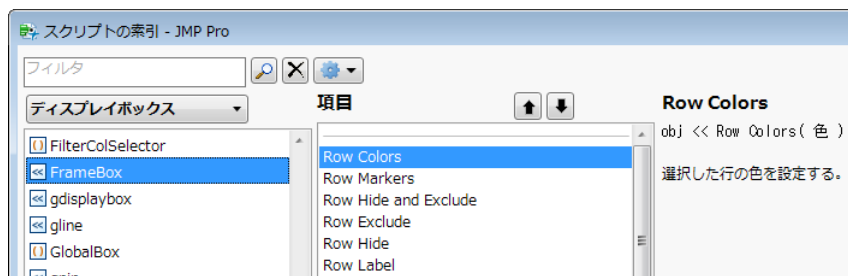 スクリプトの索引 - JMP Pro
フィルタ
ディスプレイボックス
FilterColSelector
FrameBox
gdisplaybox
gline
GlobalBox
項目
Row Colors
Row Markers
Row Hide and Exclude
Row Exclude
Row Hide
Row Label
Row Colors
obj << Row Colors( 色 )
選択した行の色を設定する。